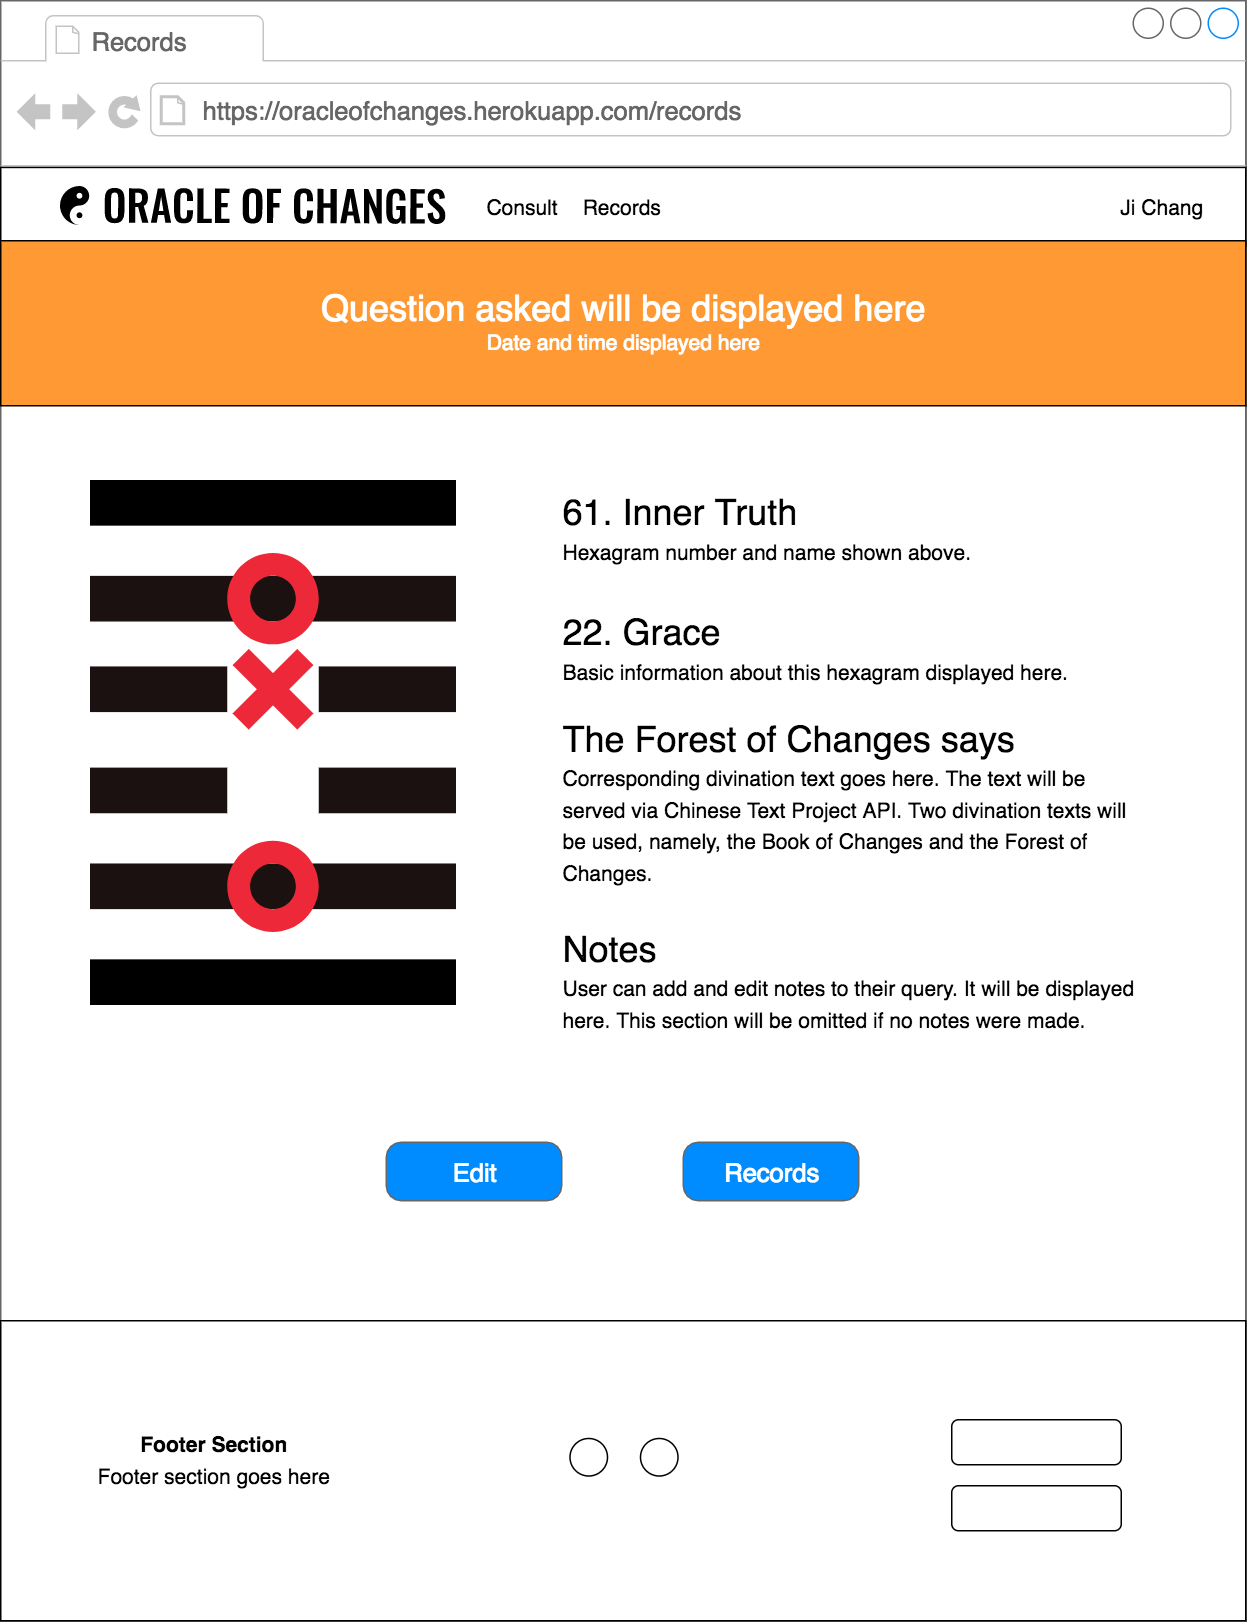 Records
https://oracleofchanges.herokuapp.com/records
ORACLE OF CHANGES
Consult
Records
Ji Chang
Question asked will be displayed here
Date and time displayed here
61. Inner Truth
Hexagram number and name shown above.
22. Grace
Basic information about this hexagram displayed here.
The Forest of Changes says
Corresponding divination text goes here. The text will be
served via Chinese Text Project API. Two divination texts will
be used, namely, the Book of Changes and the Forest of
Changes.
Notes
User can add and edit notes to their query. It will be displayed
here. This section will be omitted if no notes were made.
Edit
Records
Footer Section
Footer section goes here